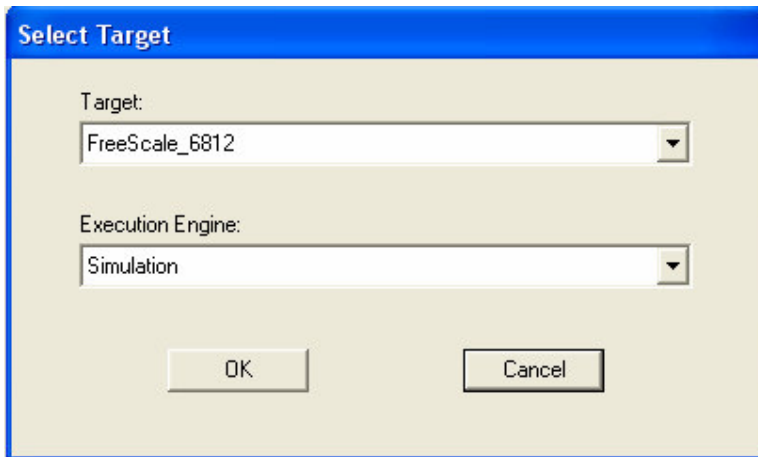 Select Target
Target:
FreeScale_6812
Execution Engine:
Simulation
OK Cancel